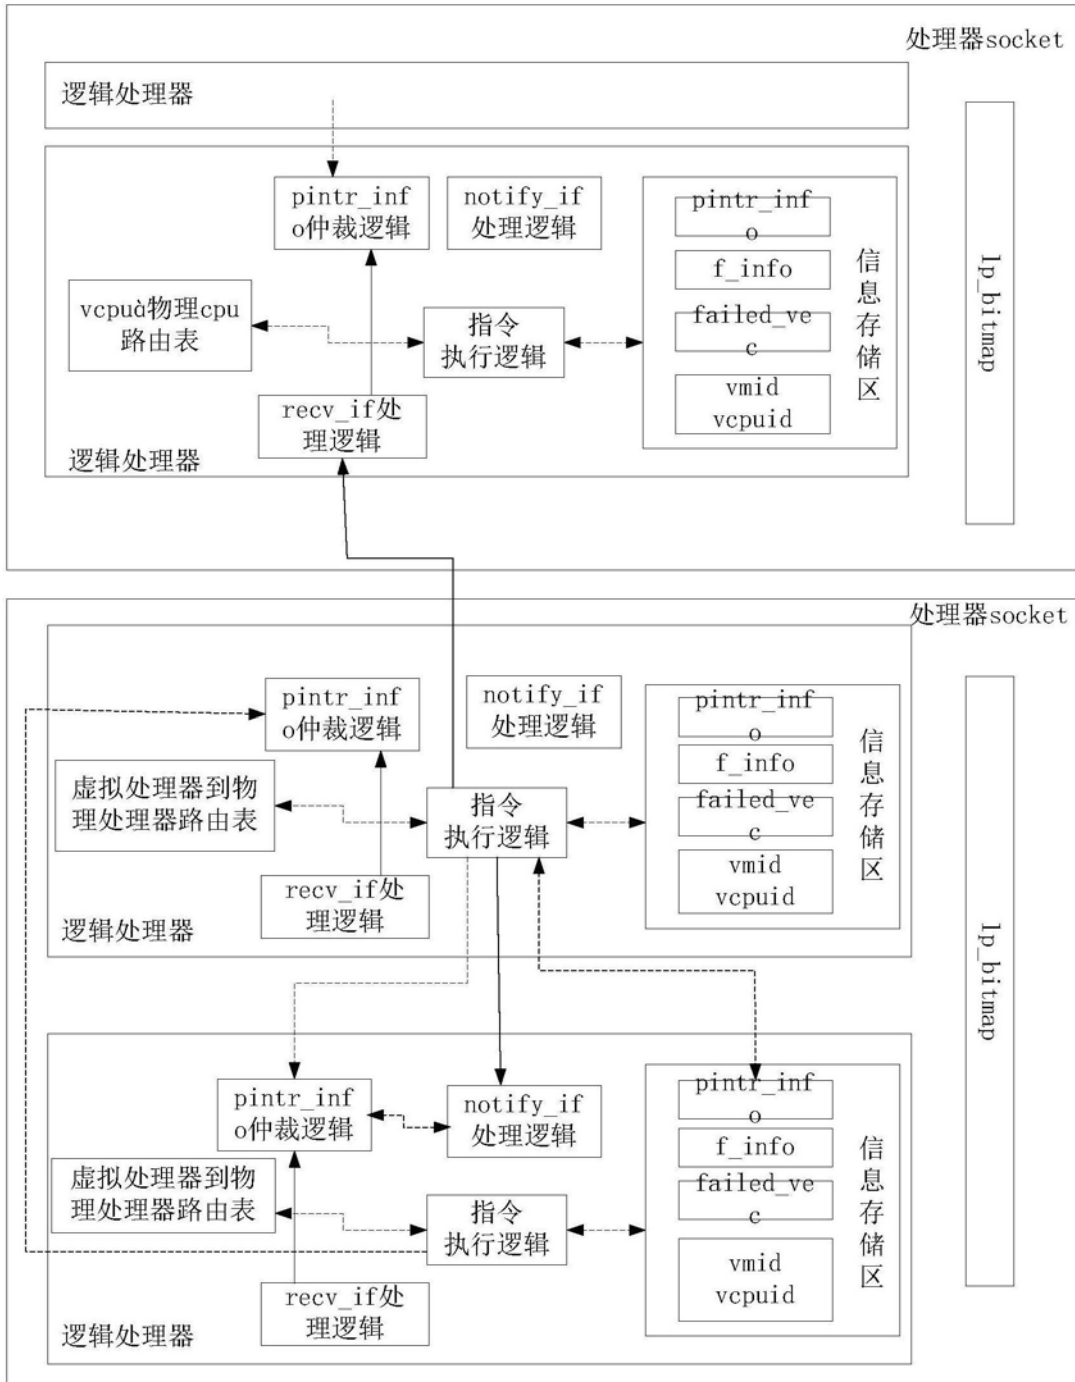 处理器socket
逻辑处理器
pintr_inf
o仲裁逻辑
notify_if
处理逻辑
pintr_inf
o
f_info
failed_ve
c
vmid
vcpuid
信息存储区
lp_bitmap
vcpuà物理cpu
路由表
指令
执行逻辑
recv_if处
理逻辑
逻辑处理器
处理器socket
pintr_inf
o仲裁逻辑
notify_if
处理逻辑
pintr_inf
o
f_info
failed_ve
c
vmid
vcpuid
信息存储区
lp_bitmap
虚拟处理器到物
理处理器路由表
指令
执行逻辑
recv_if处
理逻辑
逻辑处理器
pintr_inf
o仲裁逻辑
notify_if
处理逻辑
pintr_inf
o
f_info
failed_ve
c
vmid
vcpuid
信息存储区
虚拟处理器到物
理处理器路由表
指令
执行逻辑
recv_if处
理逻辑
逻辑处理器